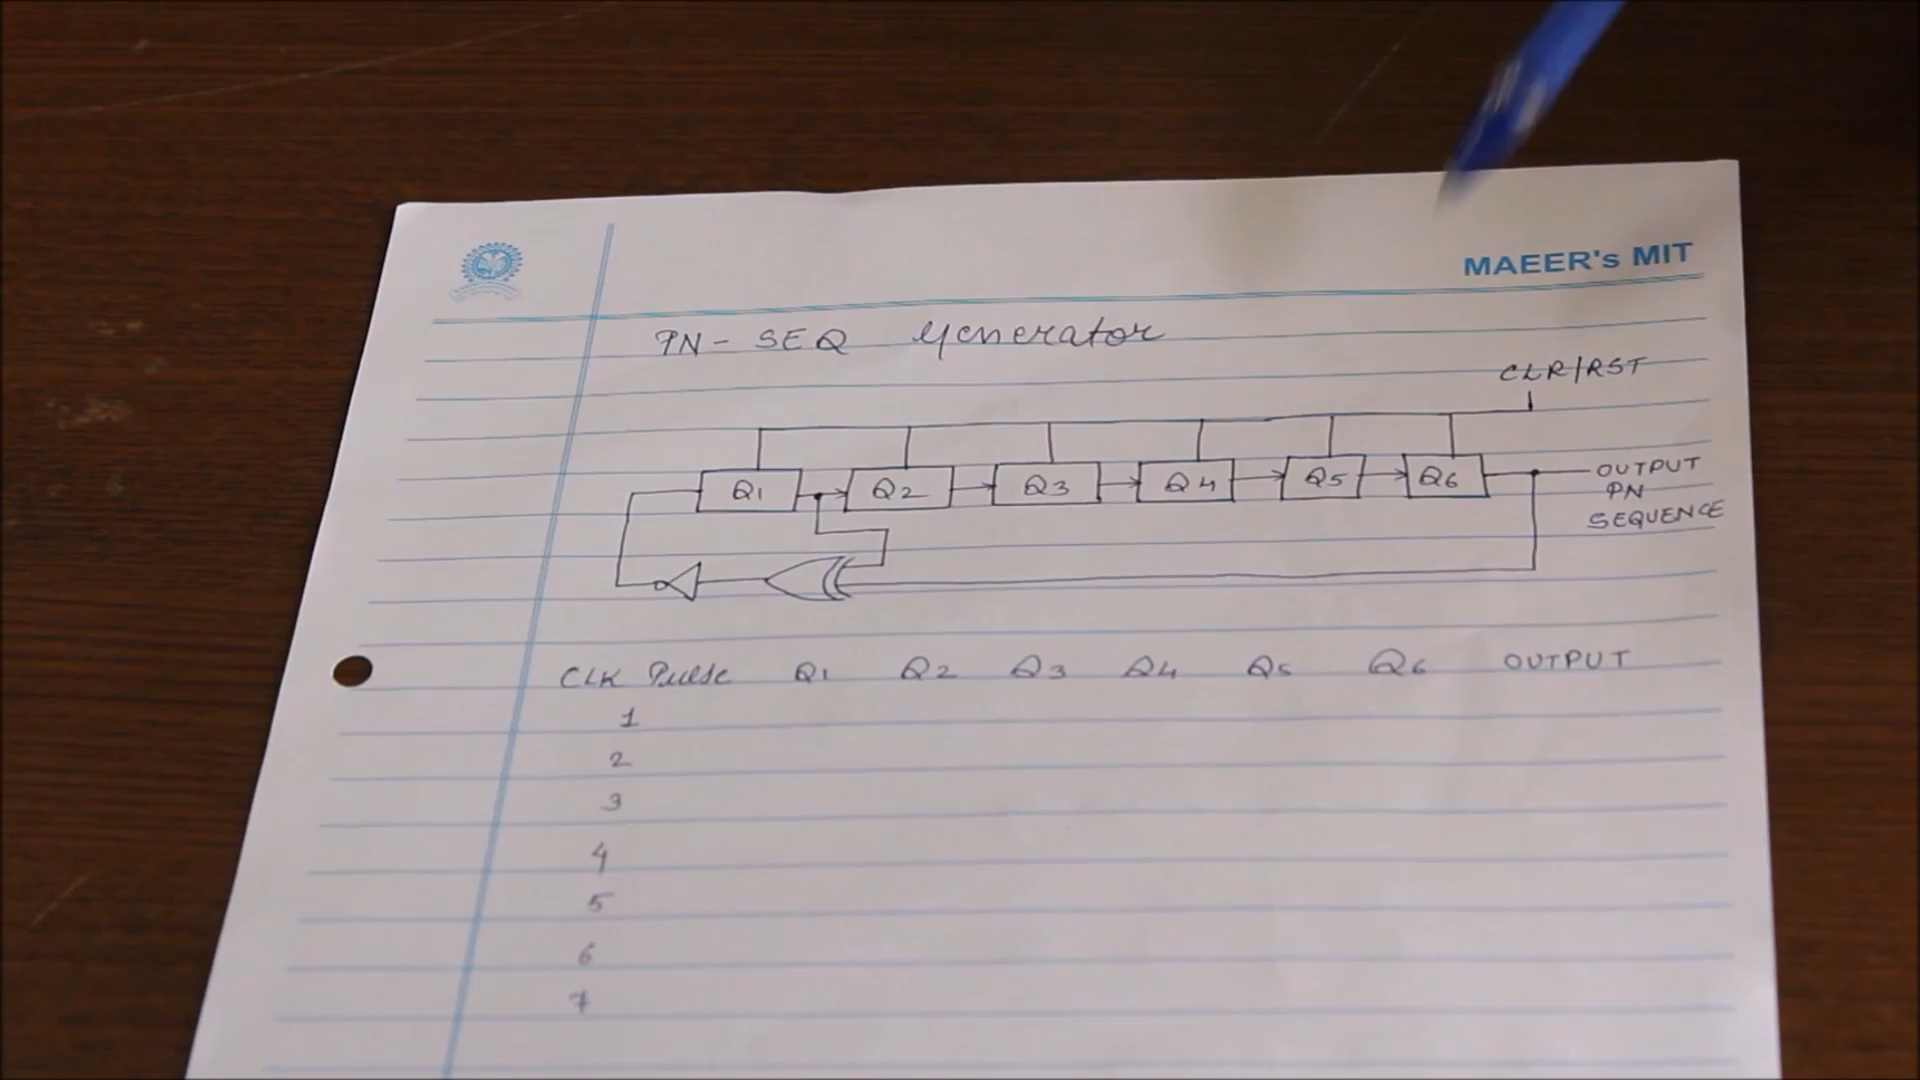 MAEER's MIT
PN - SEQ Generator
CLR/RST
Q1 Q2 Q3 Q4 Q5 Q6
OUTPUT
PN
SEQUENCE
CLK Pulse Q1 Q2 Q3 Q4 Q5 Q6 OUTPUT
1
2
3
4
5
6
7